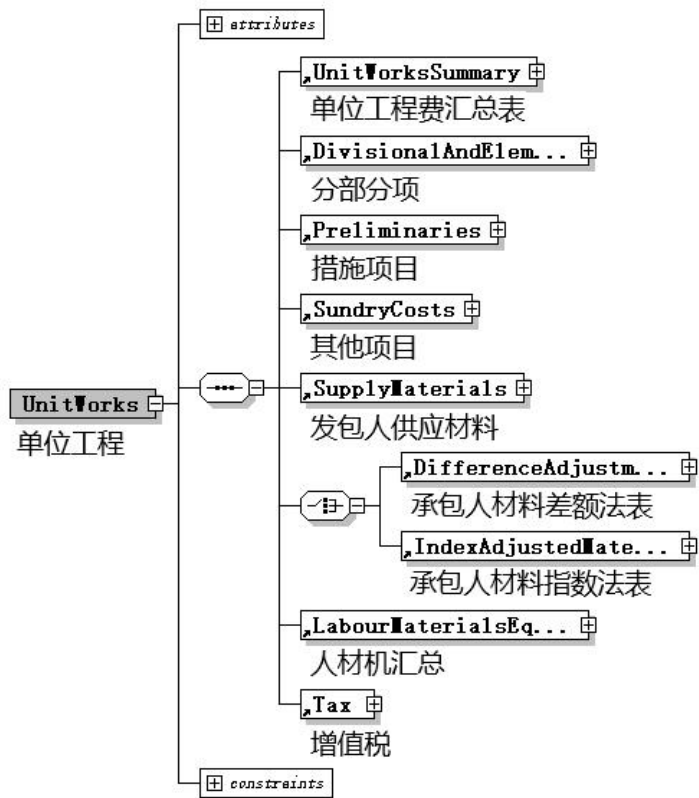 attributes
UnitWorksSummary
单位工程费汇总表
DivisionalAndElem...
分部分项
Preliminaries
措施项目
SundryCosts
其他项目
UnitWorks
单位工程
SupplyMaterials
发包人供应材料
DifferenceAdjustm...
承包人材料差额法表
IndexAdjustedMate...
承包人材料指数法表
LabourMaterialsEq...
人材机汇总
Tax
增值税
constraints